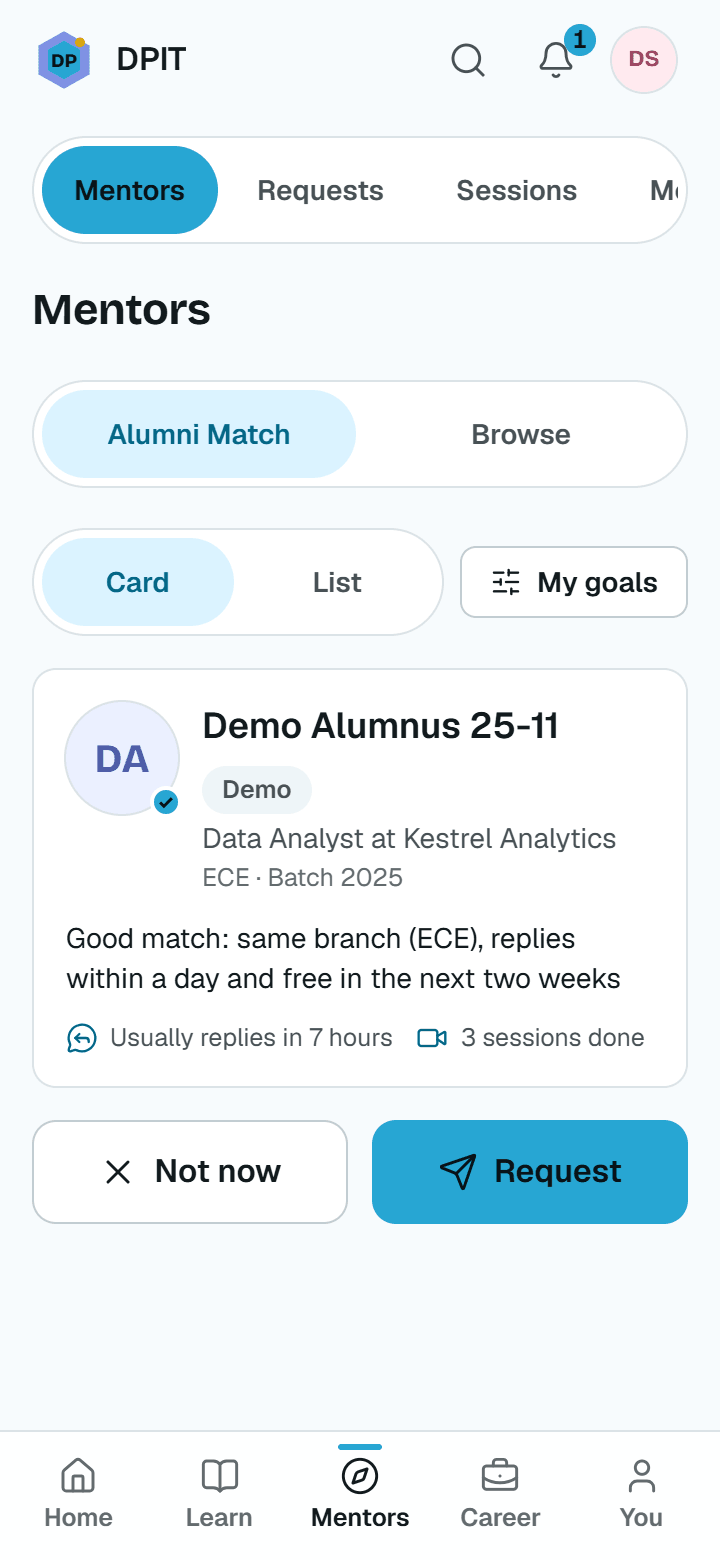 DP DPIT 1 DS
Mentors Requests Sessions
Mentors
Alumni Match Browse
Card List My goals
DA
Demo Alumnus 25-11
Demo
Data Analyst at Kestrel Analytics
ECE · Batch 2025
Good match: same branch (ECE), replies
within a day and free in the next two weeks
Usually replies in 7 hours 3 sessions done
Not now Request
Home Learn Mentors Career You